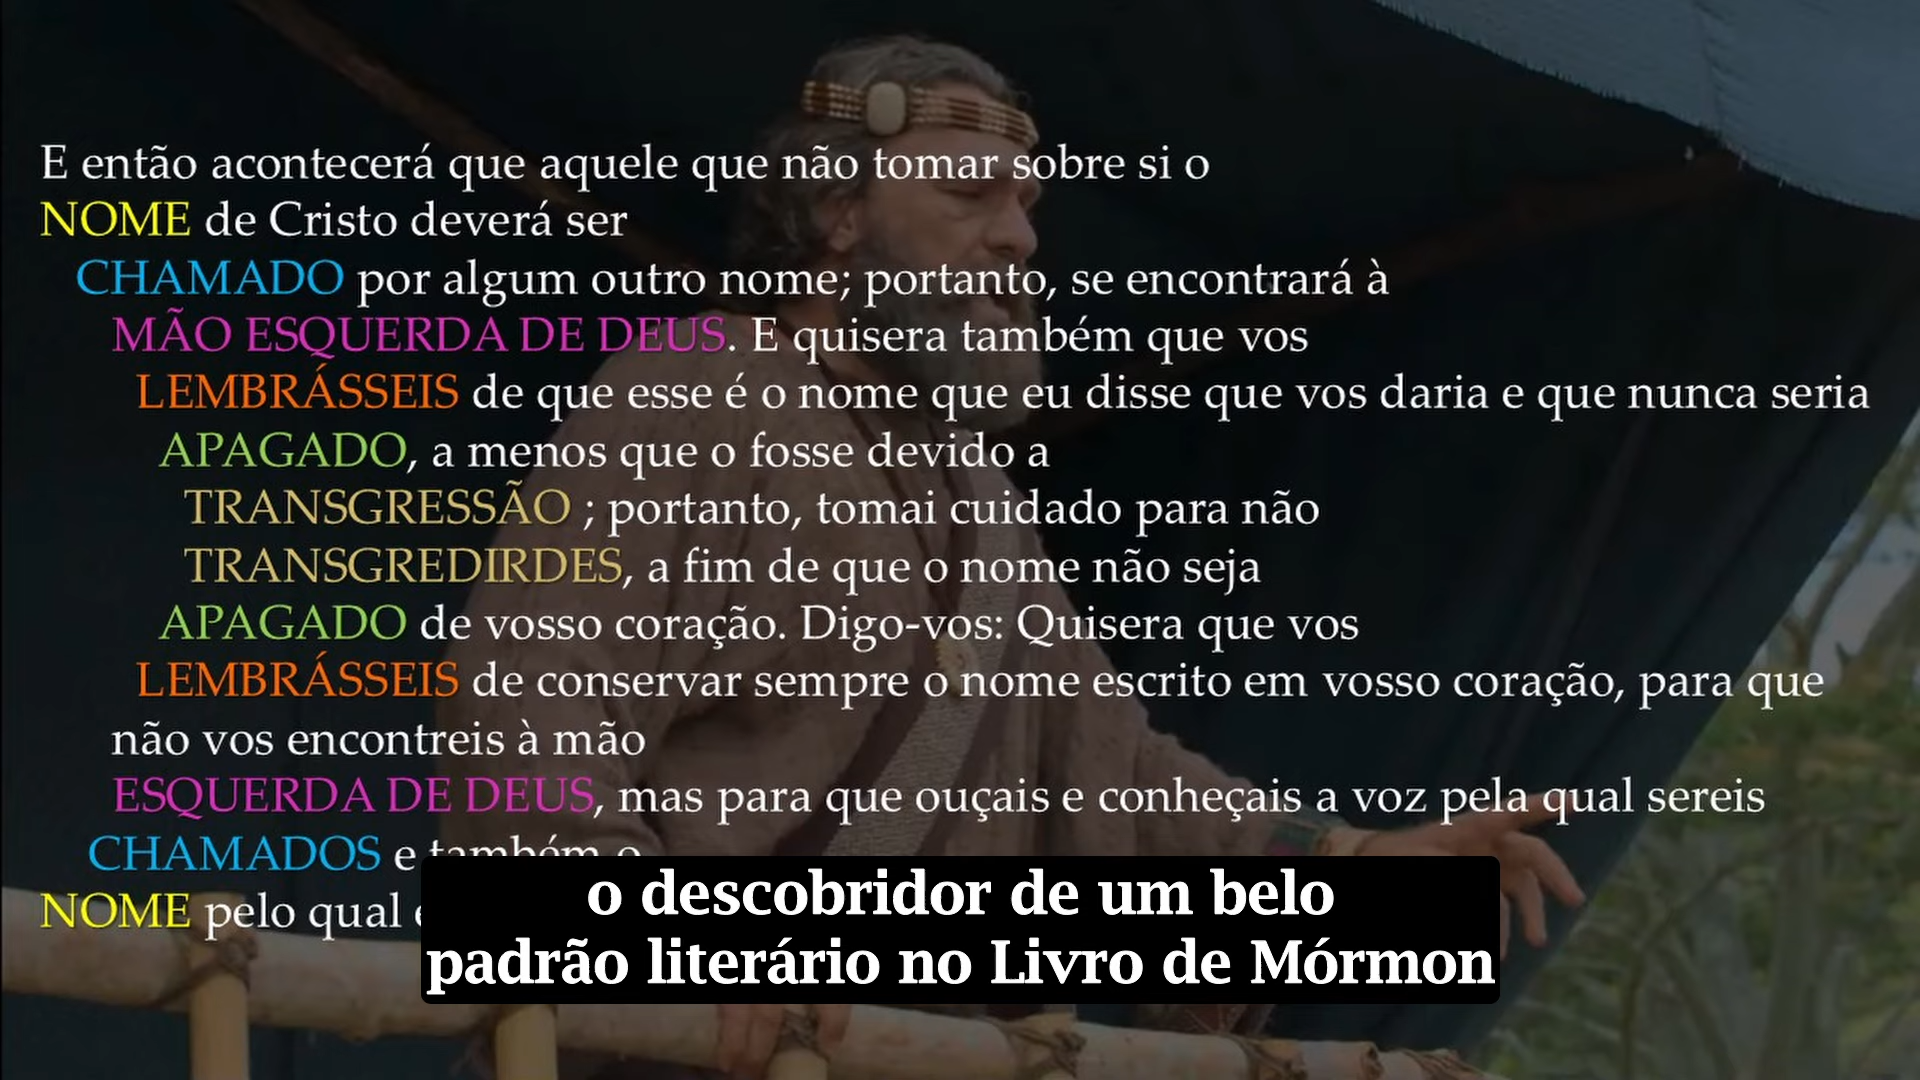 E então acontecerá que aquele que não tomar sobre si o
NOME de Cristo deverá ser
CHAMADO por algum outro nome; portanto, se encontrará à
MÃO ESQUERDA DE DEUS. E quisera também que vos
LEMBRÁSSEIS de que esse é o nome que eu disse que vos daria e que nunca seria
APAGADO, a menos que o fosse devido a
TRANSGRESSÃO ; portanto, tomai cuidado para não
TRANSGREDIRDES, a fim de que o nome não seja
APAGADO de vosso coração. Digo-vos: Quisera que vos
LEMBRÁSSEIS de conservar sempre o nome escrito em vosso coração, para que
não vos encontreis à mão
ESQUERDA DE DEUS, mas para que ouçais e conheçais a voz pela qual sereis
CHAMADOS e também o
NOME pelo qual
o descobridor de um belo
padrão literário no Livro de Mórmon